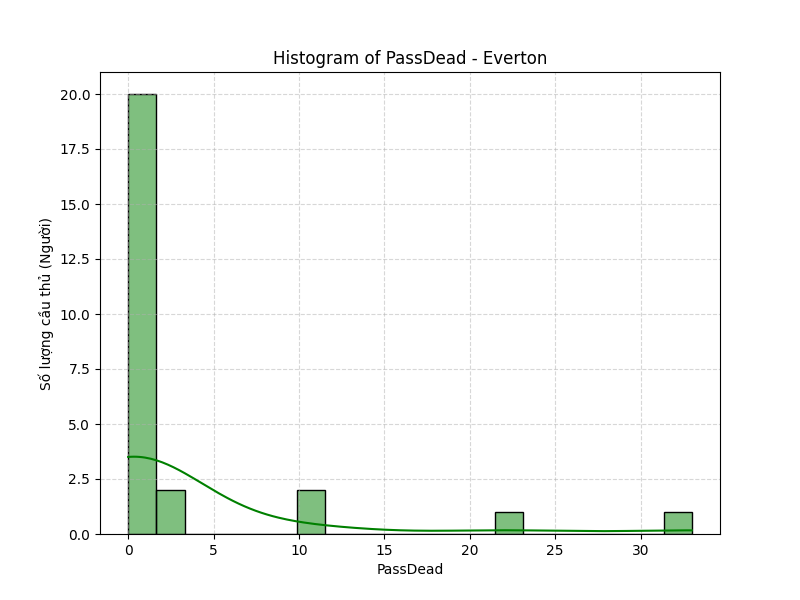 Histogram of PassDead - Everton
20.0
17.5
15.0
12.5
10.0
7.5
5.0
2.5
0.0
Số lượng cầu thủ (Người)
0 5 10 15 20 25 30
PassDead